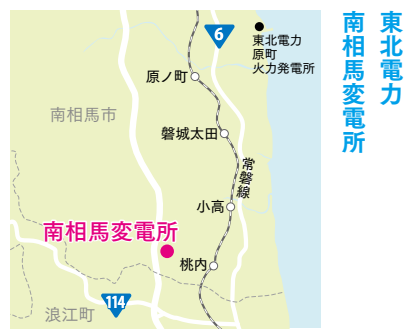 東北電力
南相馬変電所
6
東北電力
原町
火力発電所
原ノ町
南相馬市
磐城太田
常磐線
小高
南相馬変電所
桃内
114
浪江町